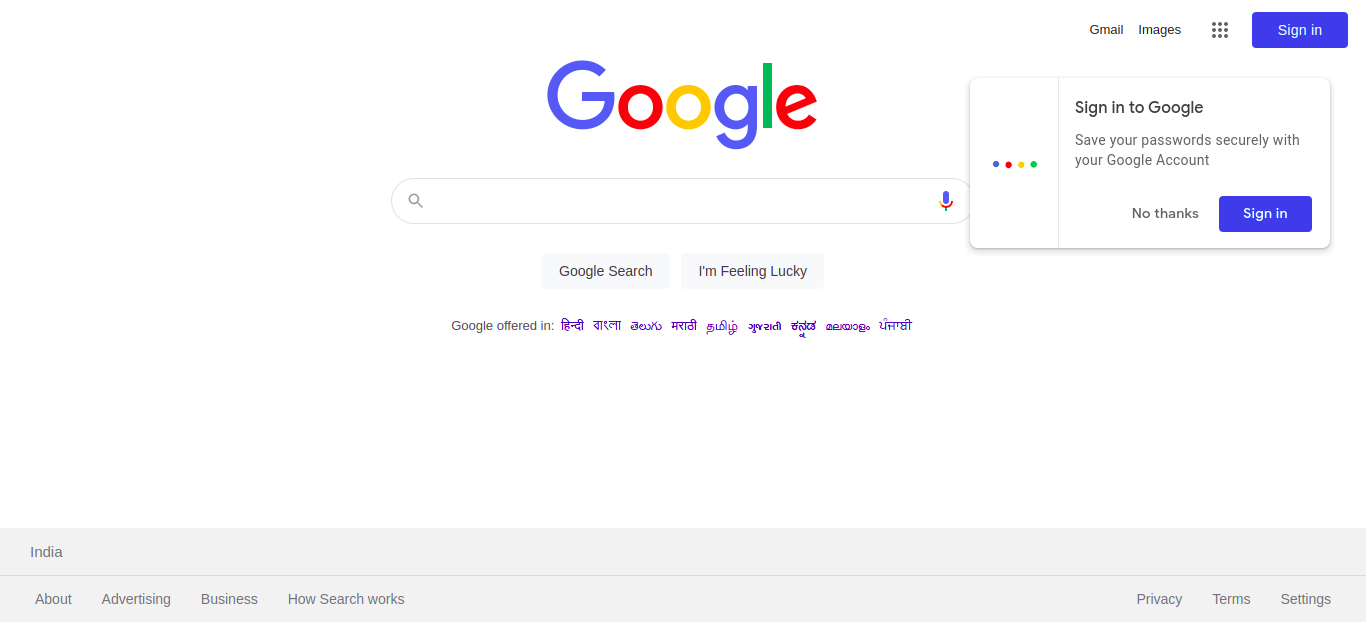 Gmail Images Sign in
Google
Sign in to Google
Save your passwords securely with
your Google Account
No thanks Sign in
Google Search I'm Feeling Lucky
Google offered in: हिन्दी বাংলা తెలుగు मराठी தமிழ் ગુજરાતી ಕನ್ನಡ മലയാളം ਪੰਜਾਬੀ
India
About Advertising Business How Search works Privacy Terms Settings